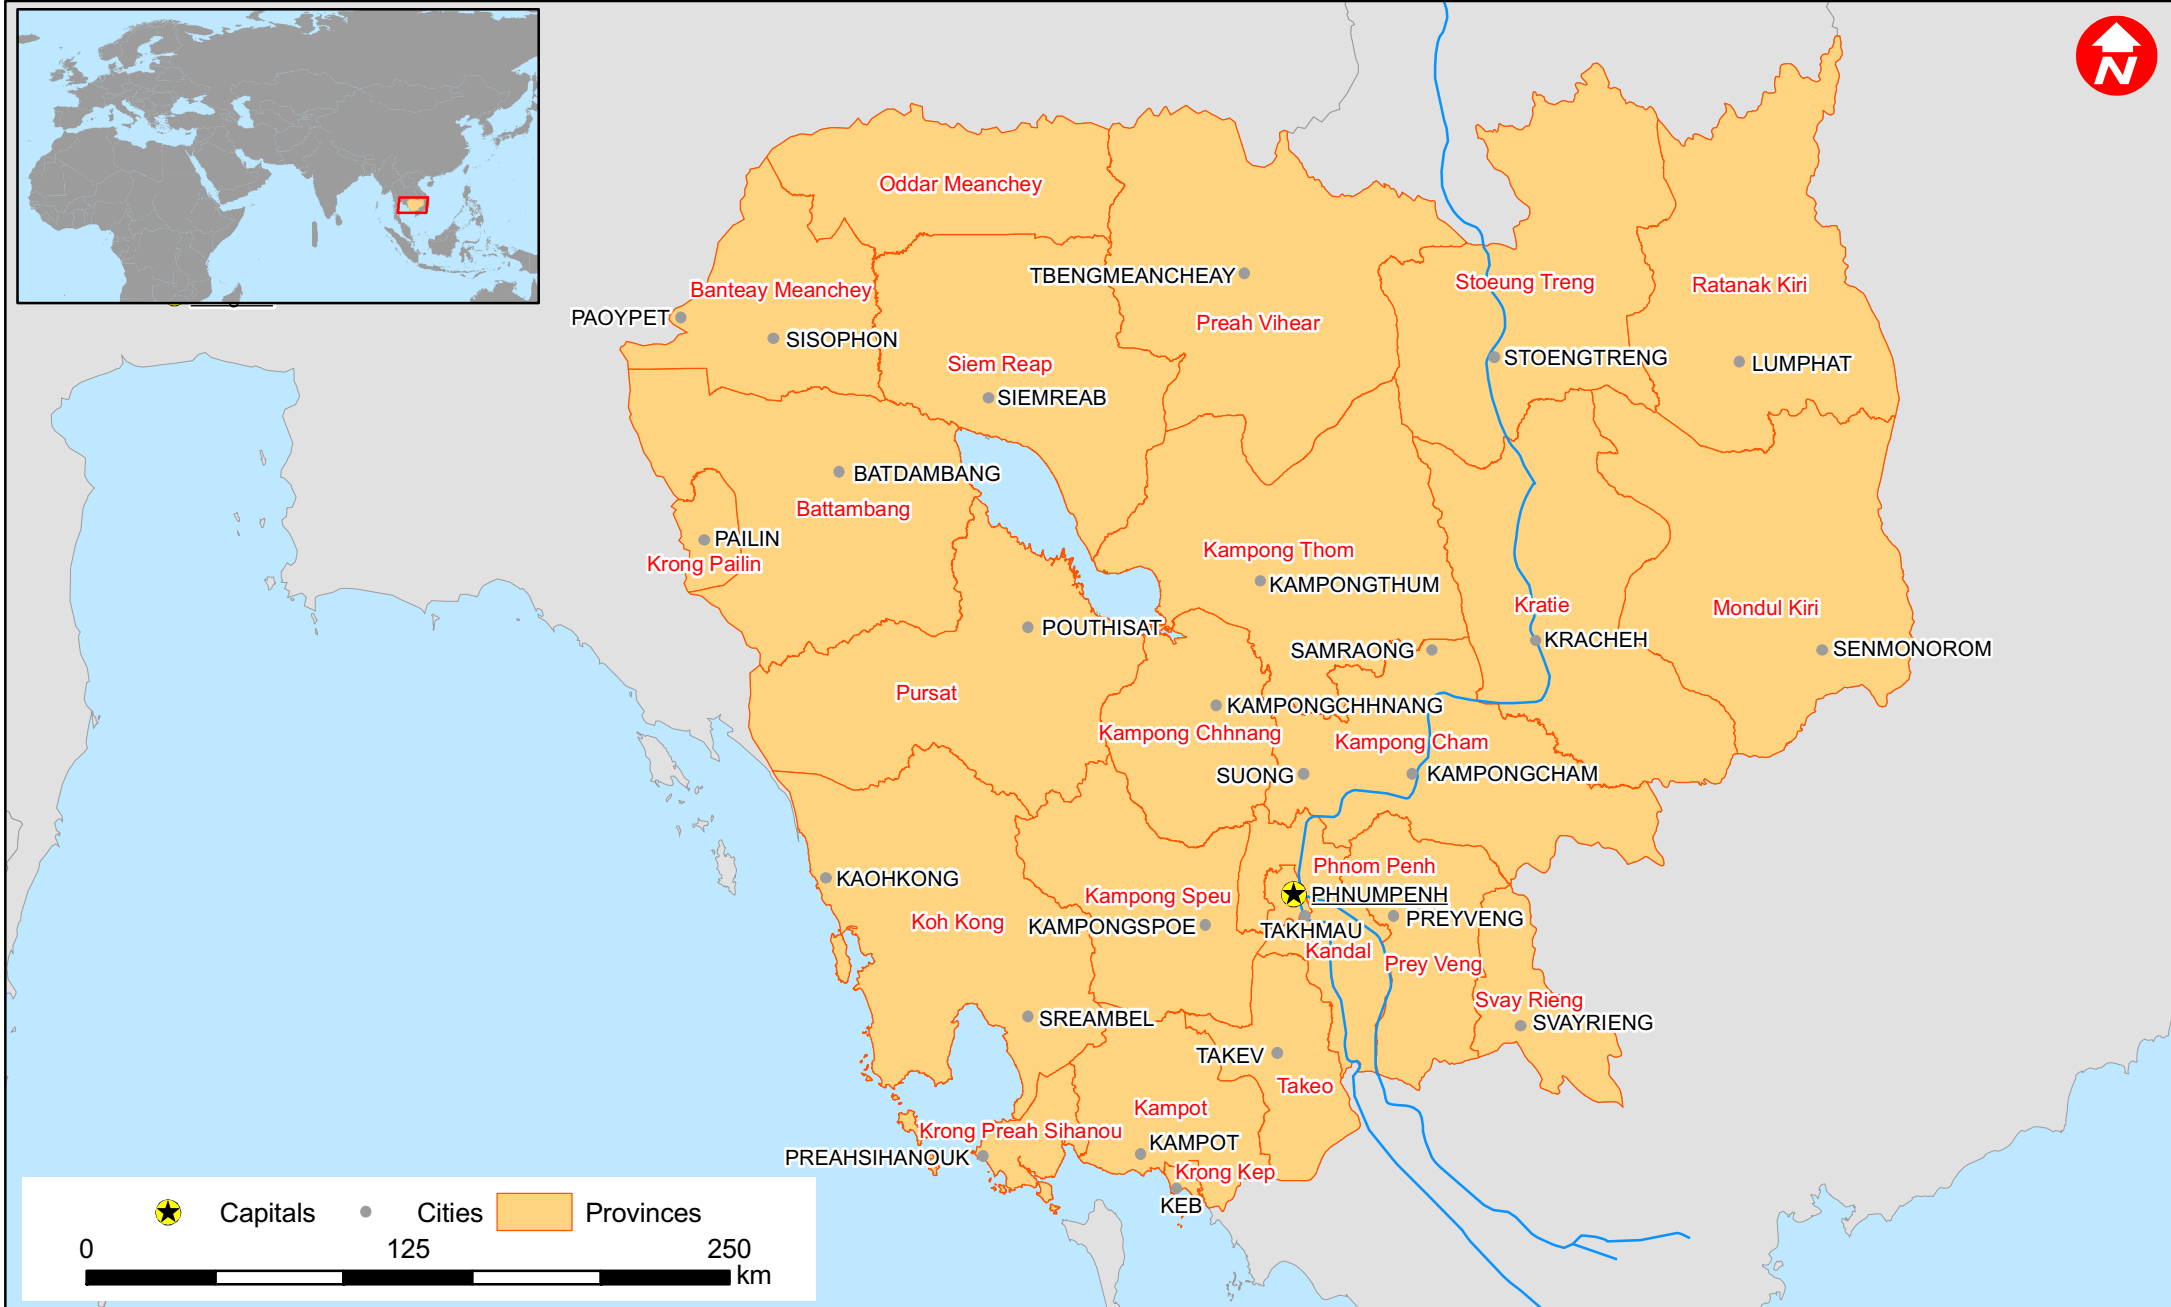 N
Oddar Meanchey
TBENGMEANCHEAY
Stoeung Treng
Ratanak Kiri
Banteay Meanchey
PAOYPET
Preah Vihear
SISOPHON
Siem Reap
STOENGTRENG
LUMPHAT
SIEMREAB
BATDAMBANG
Battambang
PAILIN
Krong Pailin
Kampong Thom
KAMPONGTHUM
Kratie
Mondul Kiri
POUTHISAT
KRACHEH
SAMRAONG
SENMONOROM
Pursat
KAMPONGCHHNANG
Kampong Chhnang
Kampong Cham
SUONG
KAMPONGCHAM
Phnom Penh
KAOHKONG
Kampong Speu
PHNUMPENH
Koh Kong
KAMPONGSPOE
TAKHMAU
PREYVENG
Kandal
Prey Veng
Svay Rieng
SREAMBEL
SVAYRIENG
TAKEV
Takeo
Kampot
Krong Preah Sihanou
KAMPOT
PREAHSIHANOUK
Krong Kep
KEB
Capitals Cities Provinces
0 125 250
km